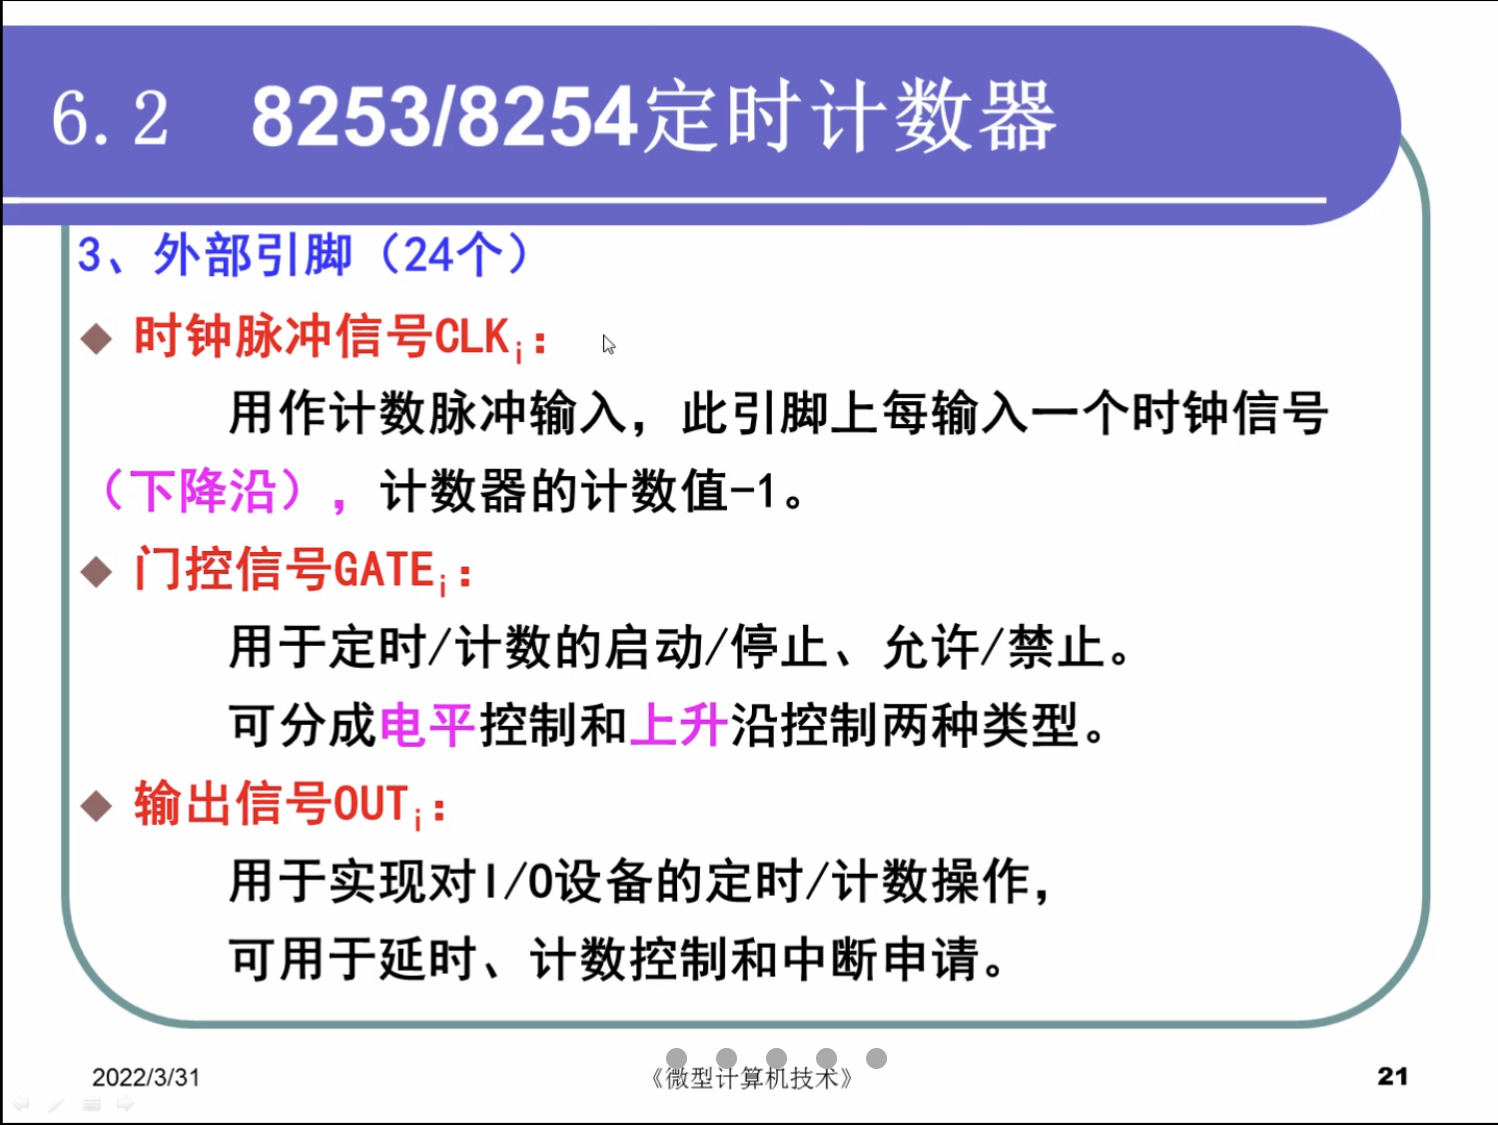 6.2 8253/8254定时计数器
3、外部引脚（24个）
◆ 时钟脉冲信号CLKi：
用作计数脉冲输入，此引脚上每输入一个时钟信号
（下降沿），计数器的计数值-1。
◆ 门控信号GATEi：
用于定时/计数的启动/停止、允许/禁止。
可分成电平控制和上升沿控制两种类型。
◆ 输出信号OUTi：
用于实现对I/O设备的定时/计数操作，
可用于延时、计数控制和中断申请。
2022/3/31
《微型计算机技术》
21